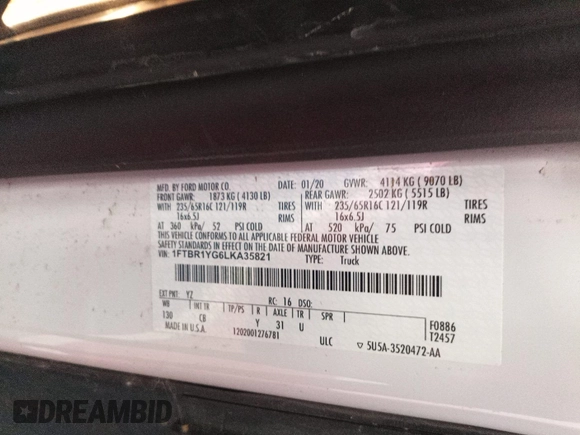 MFD. BY FORD MOTOR CO. DATE: 01/20 GVWR: 4114 KG ( 9070 LB)
FRONT GAWR: 1873 KG ( 4130 LB) REAR GAWR: 2502 KG ( 5515 LB)
WITH 235/65R16C 121/119R TIRES WITH 235/65R16C 121/119R TIRES
16x6.5J RIMS 16x6.5J RIMS
AT 360 kPa/ 52 PSI COLD AT 520 kPa/ 75 PSI COLD
THIS VEHICLE CONFORMS TO ALL APPLICABLE FEDERAL MOTOR VEHICLE
SAFETY STANDARD IN EFFECT ON THE DATE OF MANUFACTURE SHOWN ABOVE.
VIN: 1FTBR1YG6LKA35821 TYPE: Truck
EXT PNT: YZ RC: 16 DSO:
WB INT TR TP/PS R AXLE TR SPR F0886
130 CB Y 31 U T2457
MADE IN U.S.A. 1202001276781 ULC ▽ 5U5A-3520472-AA
DREAMBID